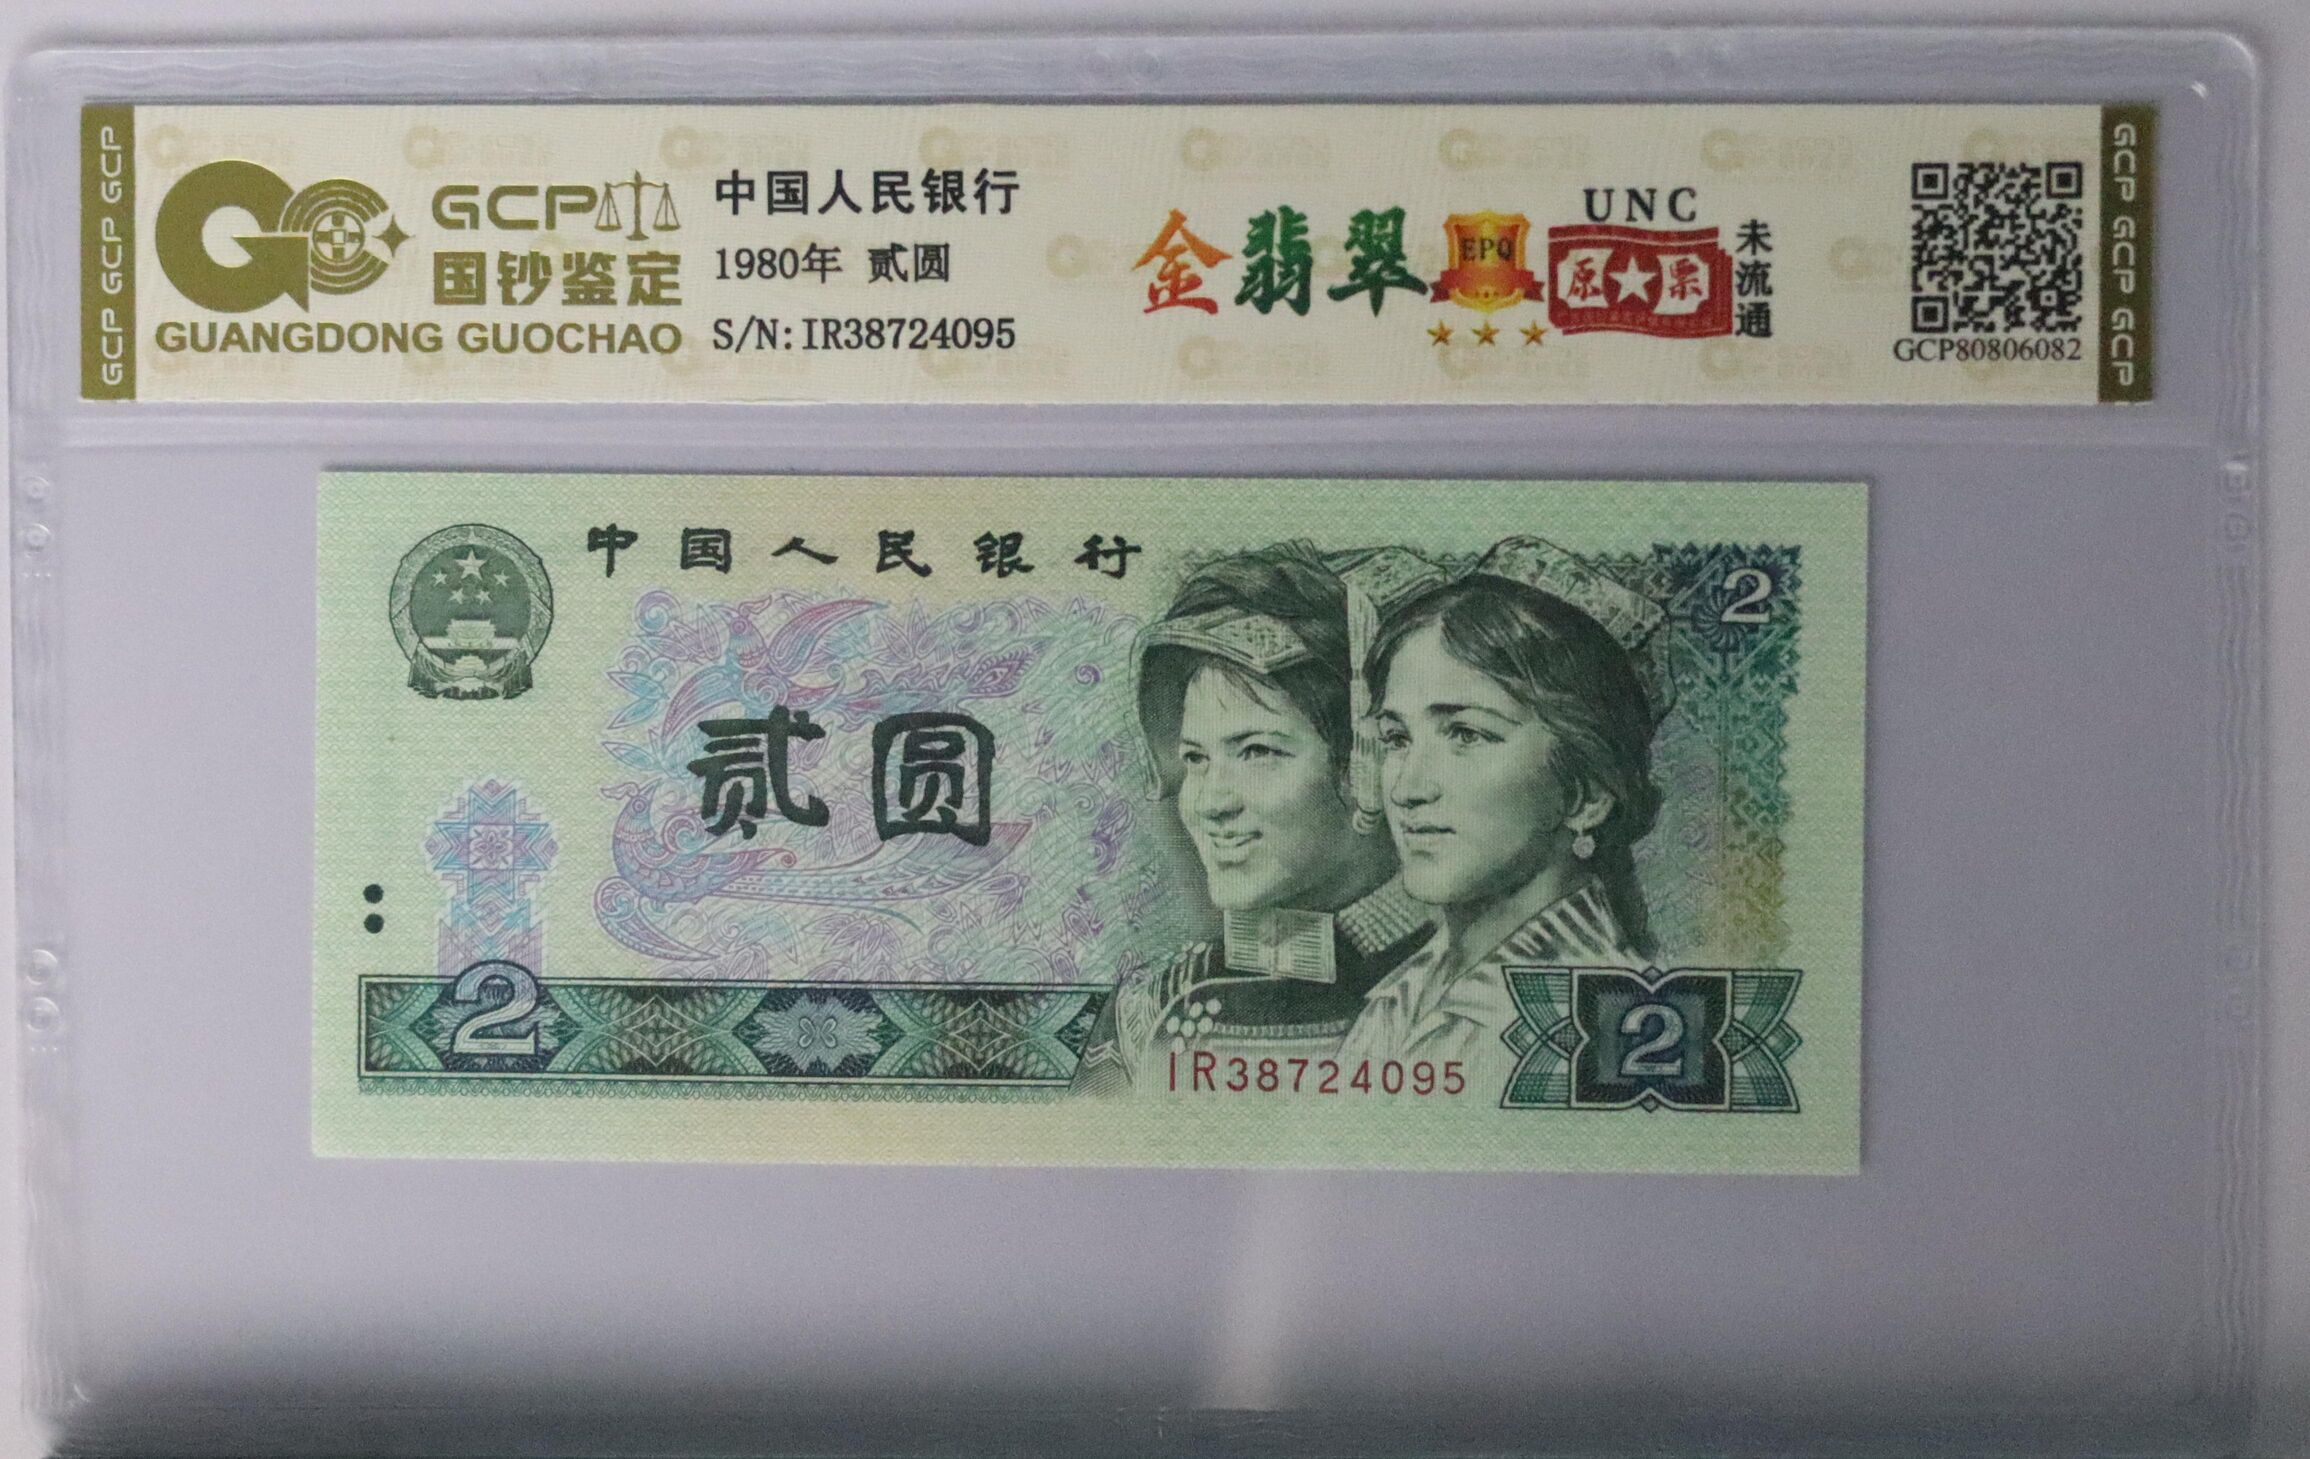 GCP GCP GCP
GCP
国钞鉴定
GUANGDONG GUOCHAO
中国人民银行
1980年 贰圆
S/N: IR38724095
金翡翠
EPQ
UNC
原票
未流通
GCP80806082
GCP GCP GCP
中国人民银行
2
贰圆
2
2
IR38724095